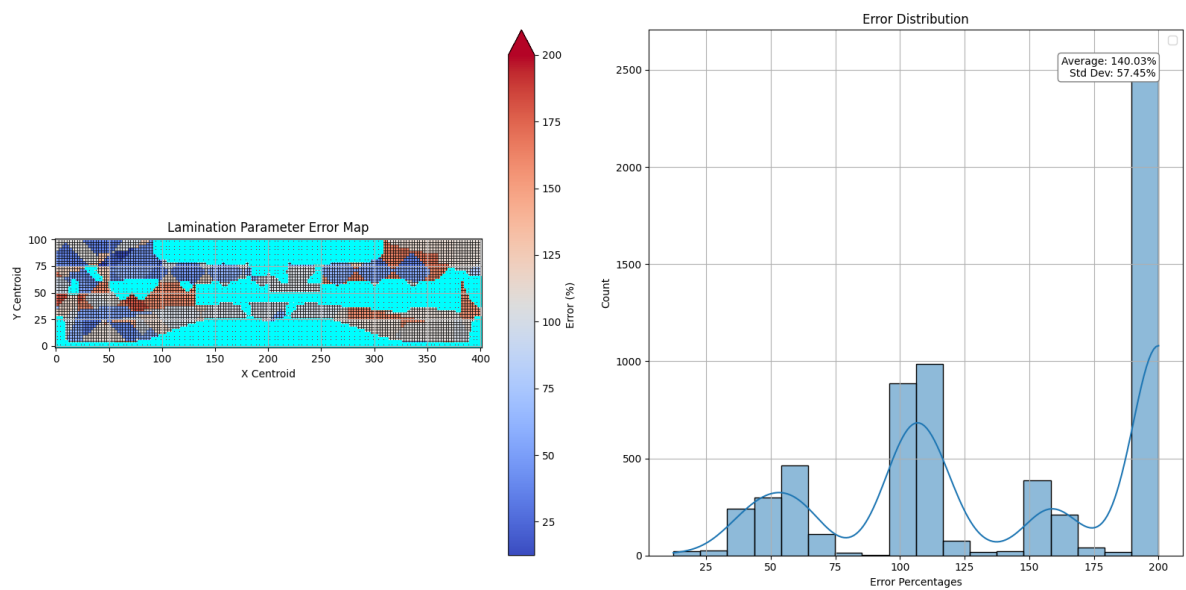 Lamination Parameter Error Map
100
75
50
25
0
Y Centroid
0 50 100 150 200 250 300 350 400
X Centroid
200
175
150
125
100
75
50
25
Error (%)
Error Distribution
Average: 140.03%
Std Dev: 57.45%
2500
2000
1500
1000
500
0
Count
25 50 75 100 125 150 175 200
Error Percentages